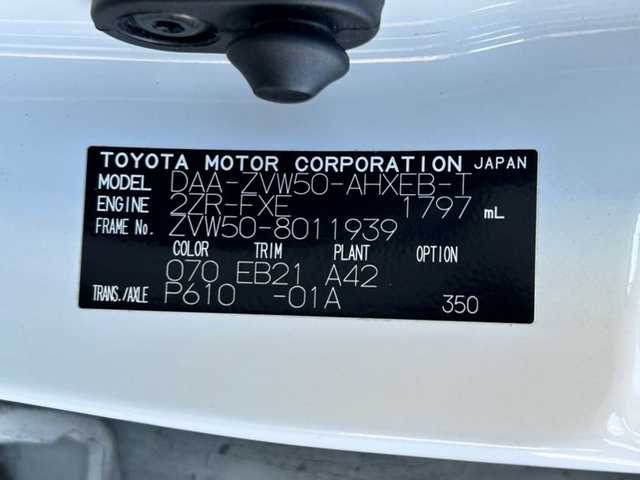 TOYOTA MOTOR CORPORATION JAPAN
MODEL DAA-ZVW50-AHXEB-T
ENGINE 2ZR-FXE 1797 mL
FRAME No. ZVW50-8011939
COLOR TRIM PLANT OPTION
070 EB21 A42
TRANS./AXLE P610 -01A 350